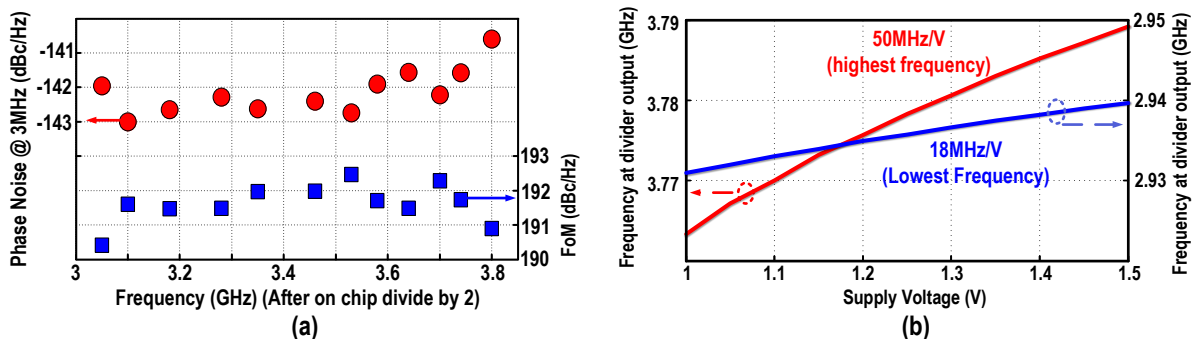 Phase Noise @ 3MHz (dBc/Hz)
-141
-142
-143
193
192
191
190
FoM (dBc/Hz)
3
3.2
3.4
3.6
3.8
Frequency (GHz) (After on chip divide by 2)
(a)
Frequency at divider output (GHz)
3.79
3.78
3.77
50MHz/V
(highest frequency)
18MHz/V
(Lowest Frequency)
2.95
2.94
2.93
Frequency at divider output (GHz)
1
1.1
1.2
1.3
1.4
1.5
Supply Voltage (V)
(b)